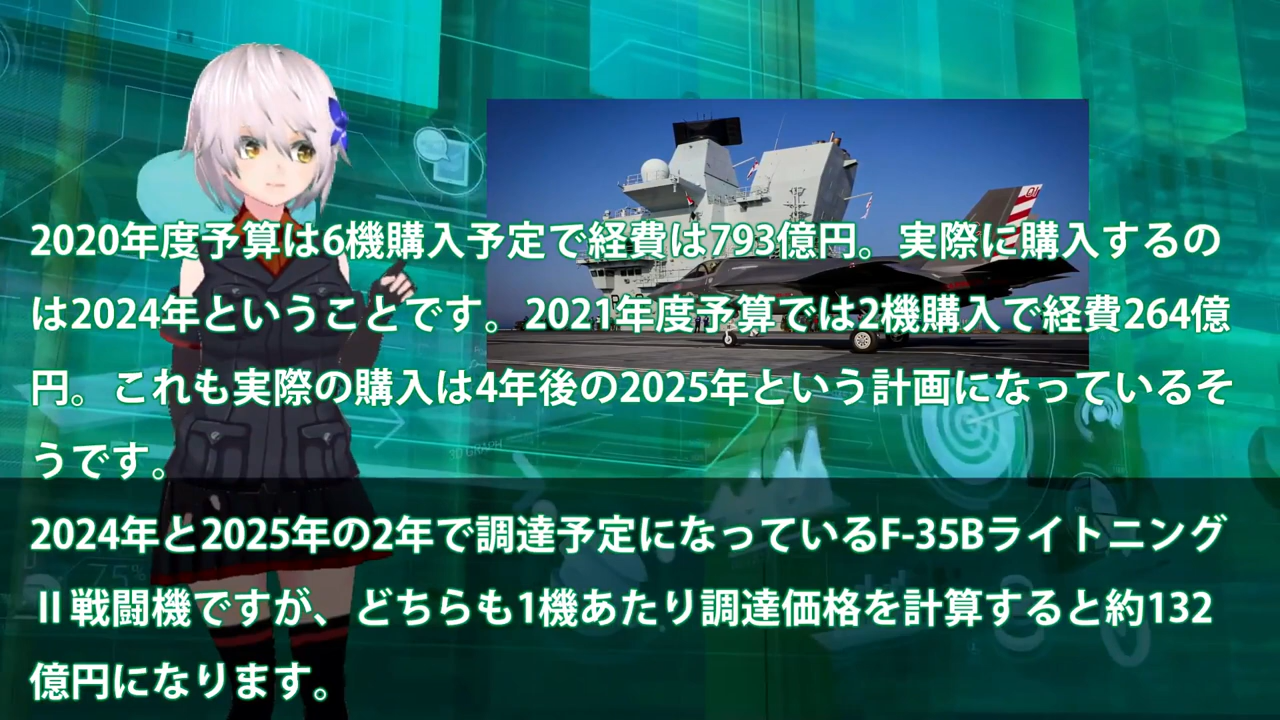 2020年度予算は6機購入予定で経費は793億円。実際に購入するの
は2024年ということです。2021年度予算では2機購入で経費264億
円。これも実際の購入は4年後の2025年という計画になっているそ
うです。
3D GRAPH
75%
2024年と2025年の2年で調達予定になっているF-35Bライトニング
Ⅱ戦闘機ですが、どちらも1機あたり調達価格を計算すると約132
億円になります。